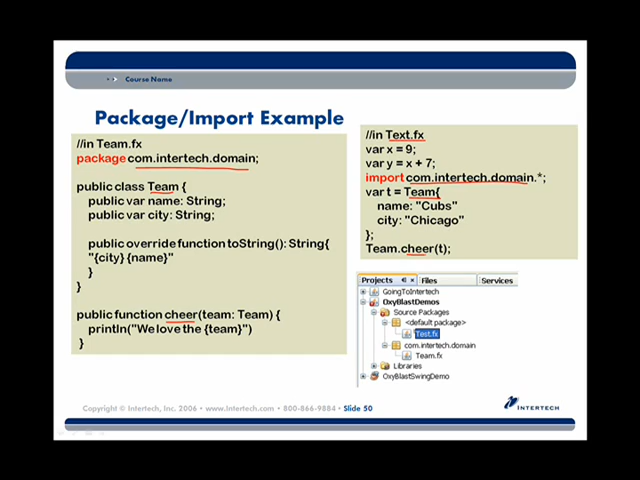 Course Name
Package/Import Example
//in Team.fx
package com.intertech.domain;
public class Team {
public var name: String;
public var city: String;
public override function toString(): String{
"{city} {name}"
}
}
public function cheer(team: Team) {
println("We love the {team}")
}
//in Text.fx
var x = 9;
var y = x + 7;
import com.intertech.domain.*;
var t = Team{
name: "Cubs"
city: "Chicago"
};
Team.cheer(t);
Projects
Files
Services
GoingToIntertech
OxyBlastDemos
Source Packages
<default package>
Test.fx
com.intertech.domain
Team.fx
Libraries
OxyBlastSwingDemo
Copyright © Intertech, Inc. 2006 • www.Intertech.com • 800-866-9884 • Slide 50
INTERTECH